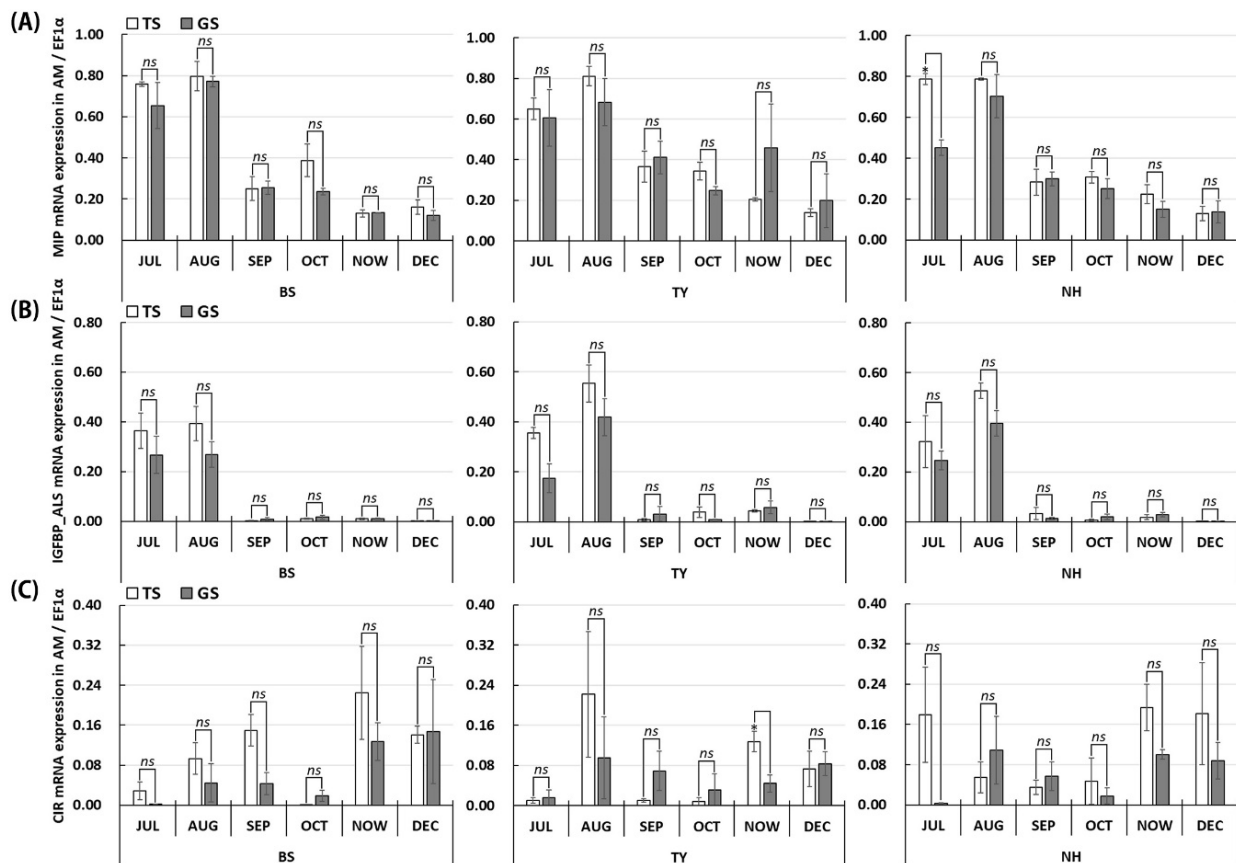 (A)
TS GS
MIP mRNA expression in AM / EF1α
1.00
0.80
0.60
0.40
0.20
0.00
ns ns ns ns ns ns
JUL AUG SEP OCT NOW DEC
BS
1.00
0.80
0.60
0.40
0.20
0.00
ns ns ns ns ns ns
JUL AUG SEP OCT NOW DEC
TY
1.00
0.80
0.60
0.40
0.20
0.00
* ns ns ns ns ns
JUL AUG SEP OCT NOW DEC
NH
(B)
TS GS
IGFBP_ALS mRNA expression in AM / EF1α
0.80
0.60
0.40
0.20
0.00
ns ns ns ns ns ns
JUL AUG SEP OCT NOW DEC
BS
0.80
0.60
0.40
0.20
0.00
ns ns ns ns ns ns
JUL AUG SEP OCT NOW DEC
TY
0.80
0.60
0.40
0.20
0.00
ns ns ns ns ns ns
JUL AUG SEP OCT NOW DEC
NH
(C)
TS GS
CIR mRNA expression in AM / EF1α
0.40
0.32
0.24
0.16
0.08
0.00
ns ns ns ns ns ns
JUL AUG SEP OCT NOW DEC
BS
0.40
0.32
0.24
0.16
0.08
0.00
ns ns ns ns * ns
JUL AUG SEP OCT NOW DEC
TY
0.40
0.32
0.24
0.16
0.08
0.00
ns ns ns ns ns ns
JUL AUG SEP OCT NOW DEC
NH